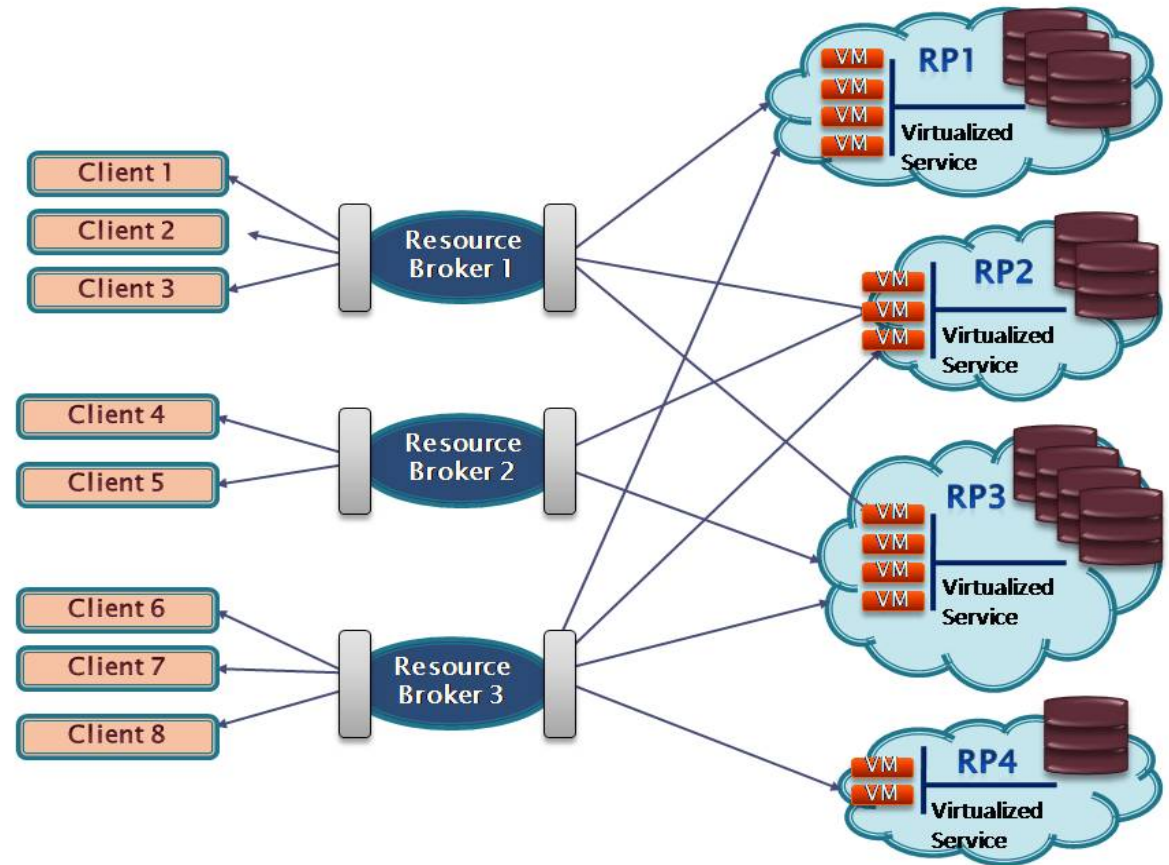 Client 1
Client 2
Client 3
Resource
Broker 1
Client 4
Client 5
Resource
Broker 2
Client 6
Client 7
Client 8
Resource
Broker 3
VM
VM
VM
VM
RP1
Virtualized
Service
VM
VM
VM
RP2
Virtualized
Service
VM
VM
VM
VM
RP3
Virtualized
Service
VM
VM
RP4
Virtualized
Service